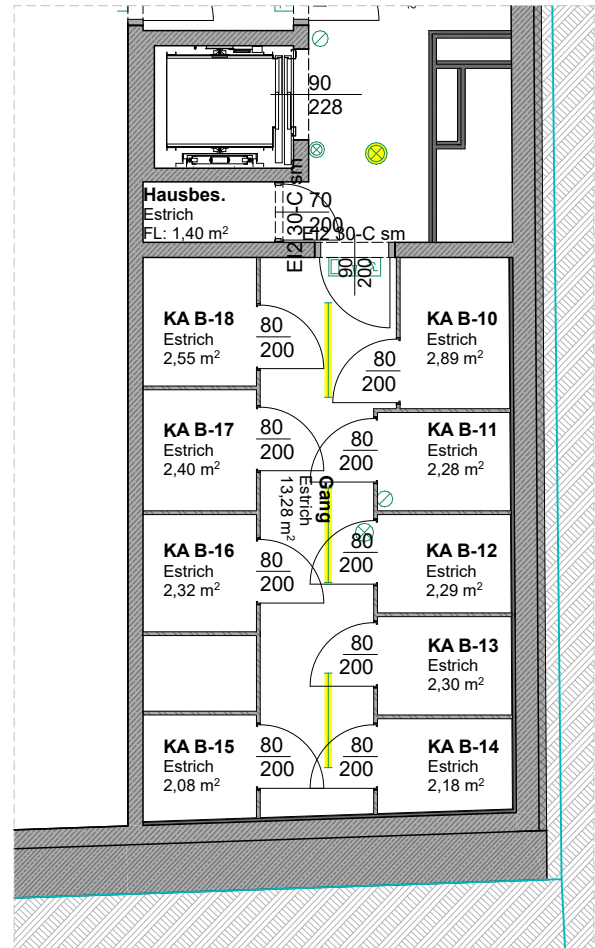 90
228
Hausbes.
Estrich
FL: 1,40 m²
EI2 30-C sm
70
200
EI2 30-C sm
90
200
KA B-18
Estrich
2,55 m²
80
200
KA B-10
Estrich
2,89 m²
80
200
KA B-17
Estrich
2,40 m²
80
200
KA B-11
Estrich
2,28 m²
80
200
Gang
Estrich
13,28 m²
KA B-16
Estrich
2,32 m²
80
200
KA B-12
Estrich
2,29 m²
80
200
KA B-13
Estrich
2,30 m²
80
200
KA B-15
Estrich
2,08 m²
80
200
KA B-14
Estrich
2,18 m²
80
200